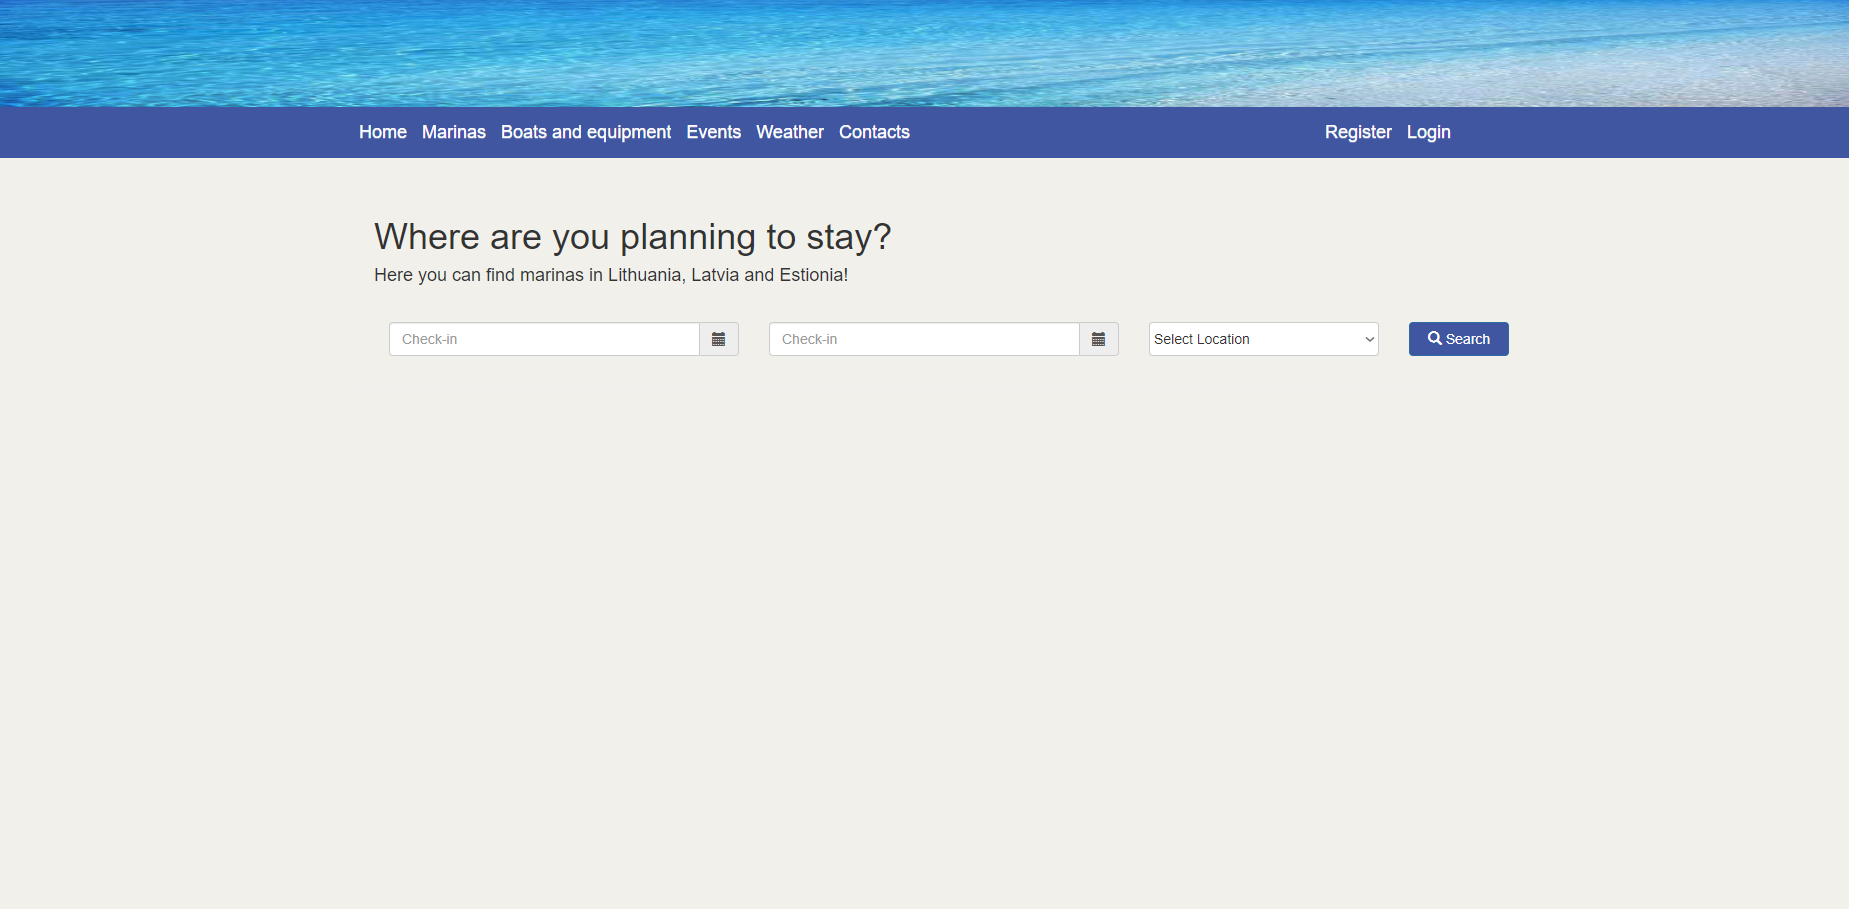 Home Marinas Boats and equipment Events Weather Contacts Register Login
Where are you planning to stay?
Here you can find marinas in Lithuania, Latvia and Estionia!
Check-in Check-in Select Location Search